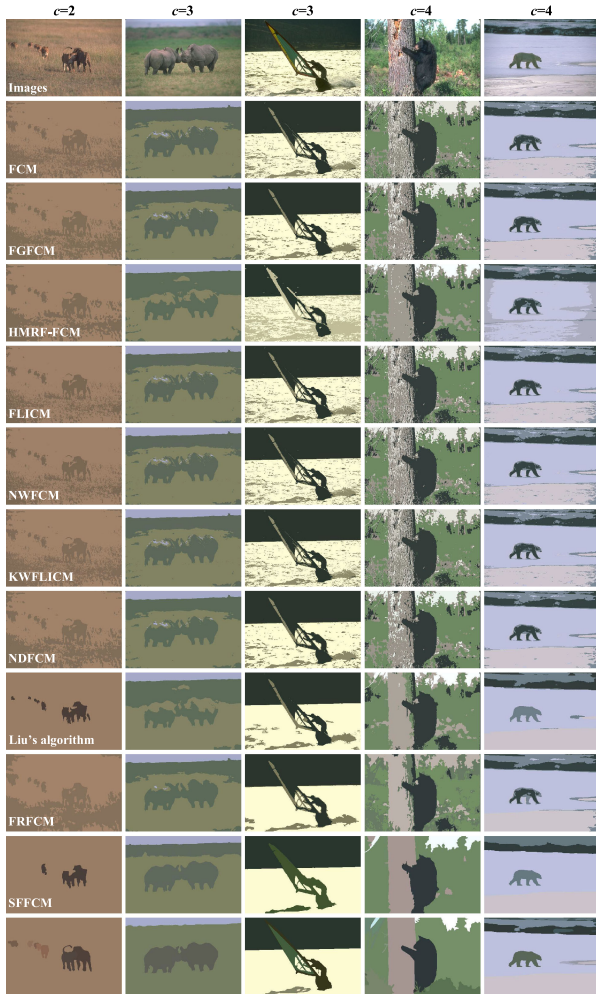 c=2 c=3 c=3 c=4 c=4
Images
FCM
FGFCM
HMRF-FCM
FLICM
NWFCM
KWFLICM
NDFCM
Liu's algorithm
FRFCM
SFFCM